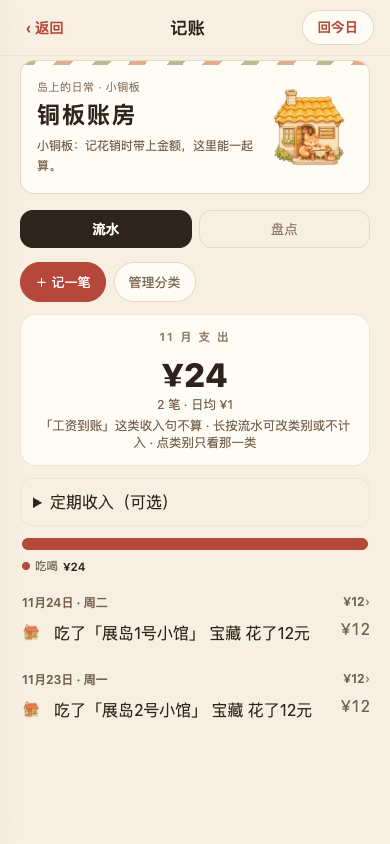 ‹ 返回
记账
回今日
岛上的日常 · 小铜板
铜板账房
小铜板：记花销时带上金额，这里能一起
算。
流水
盘点
＋ 记一笔
管理分类
11 月 支 出
¥24
2 笔 · 日均 ¥1
「工资到账」这类收入句不算 · 长按流水可改类别或不计
入 · 点类别只看那一类
▶ 定期收入（可选）
吃喝 ¥24
11月24日 · 周二 ¥12›
吃了「展岛1号小馆」 宝藏 花了12元 ¥12
11月23日 · 周一 ¥12›
吃了「展岛2号小馆」 宝藏 花了12元 ¥12